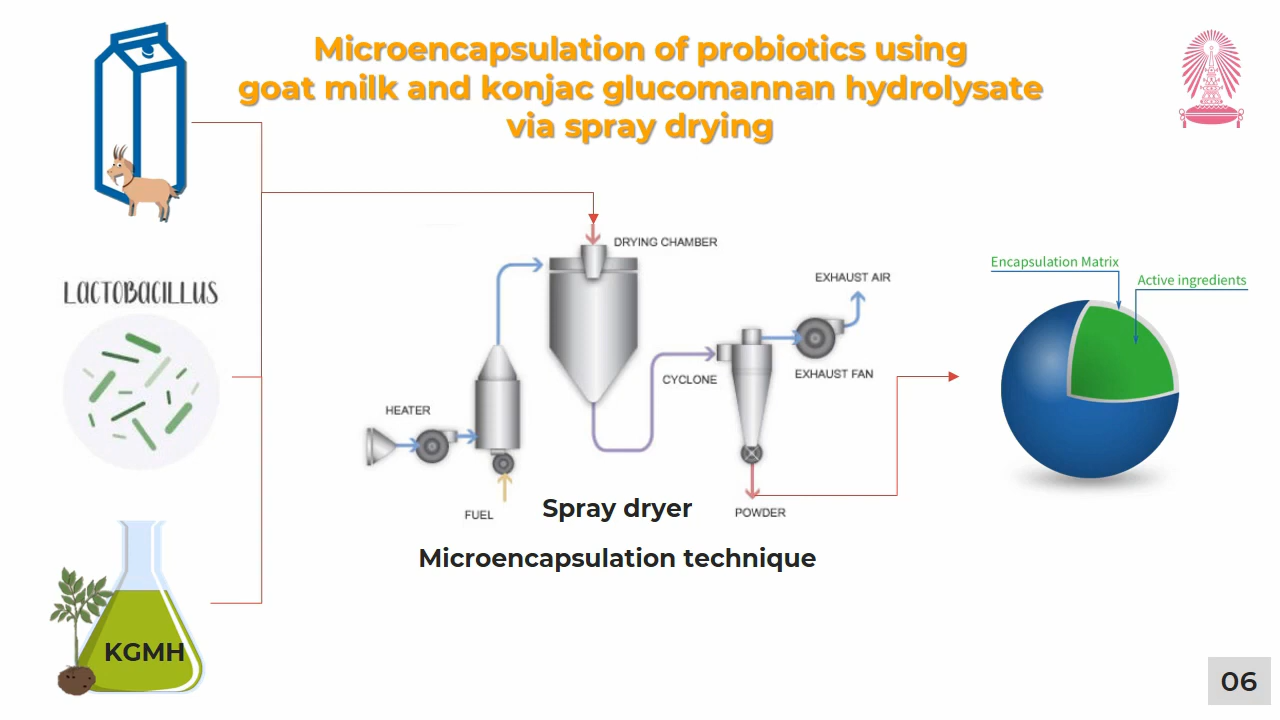 Microencapsulation of probiotics using
goat milk and konjac glucomannan hydrolysate
via spray drying
LACTOBACILLUS
KGMH
DRYING CHAMBER
EXHAUST AIR
EXHAUST FAN
CYCLONE
HEATER
FUEL
POWDER
Spray dryer
Microencapsulation technique
Encapsulation Matrix
Active ingredients
06